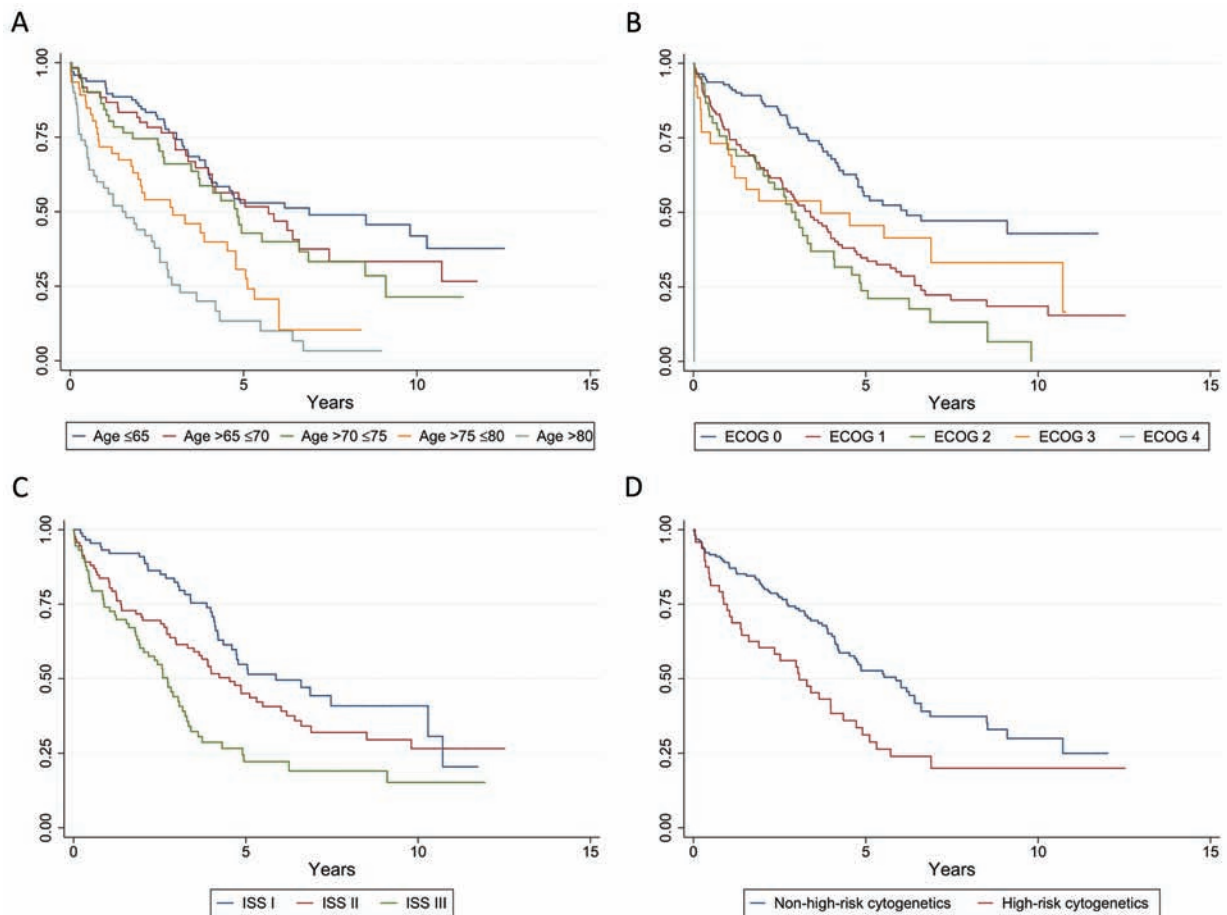 A
1.00
0.75
0.50
0.25
0.00
0 5 10 15
Years
Age ≤65 Age >65 ≤70 Age >70 ≤75 Age >75 ≤80 Age >80
B
1.00
0.75
0.50
0.25
0.00
0 5 10 15
Years
ECOG 0 ECOG 1 ECOG 2 ECOG 3 ECOG 4
C
1.00
0.75
0.50
0.25
0.00
0 5 10 15
Years
ISS I ISS II ISS III
D
1.00
0.75
0.50
0.25
0.00
0 5 10 15
Years
Non-high-risk cytogenetics High-risk cytogenetics